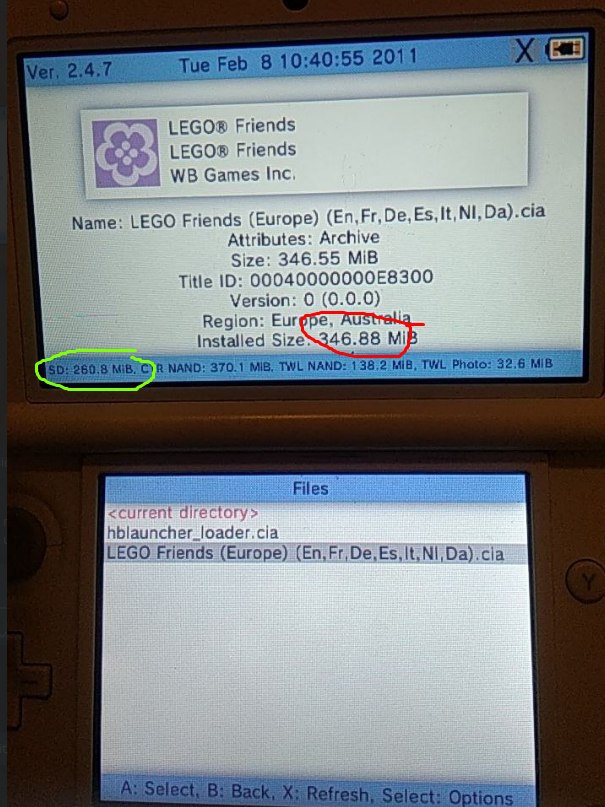 Ver. 2.4.7 Tue Feb 8 10:40:55 2011 X
LEGO® Friends
LEGO® Friends
WB Games Inc.
Name: LEGO Friends (Europe) (En,Fr,De,Es,It,Nl,Da).cia
Attributes: Archive
Size: 346.55 MiB
Title ID: 00040000000E8300
Version: 0 (0.0.0)
Region: Europe, Australia
Installed Size: 346.88 MiB
SD: 260.8 MiB, CTR NAND: 370.1 MiB, TWL NAND: 138.2 MiB, TWL Photo: 32.6 MiB
Files
<current directory>
hblauncher_loader.cia
LEGO Friends (Europe) (En,Fr,De,Es,It,Nl,Da).cia
Y
A: Select, B: Back, X: Refresh, Select: Options